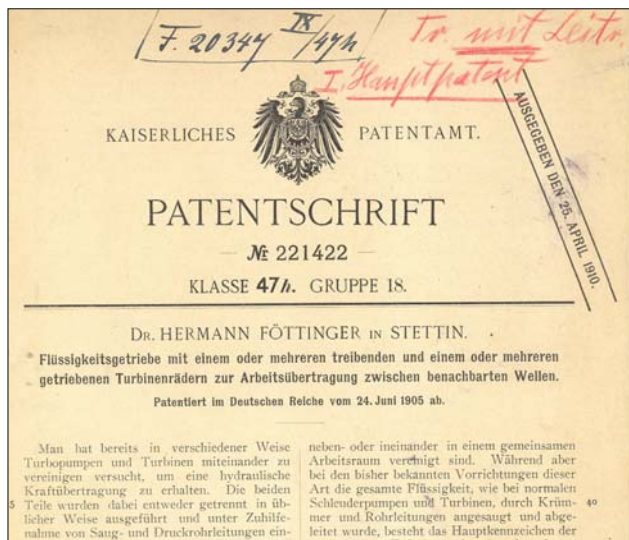 F. 20347 IX/47h
Tr. mit Leitr.
I. Hauptpatent
AUSGEGEBEN DEN 25. APRIL 1910.
KAISERLICHES PATENTAMT.
PATENTSCHRIFT
№ 221422
KLASSE 47h. GRUPPE 18.
DR. HERMANN FÖTTINGER IN STETTIN.
Flüssigkeitsgetriebe mit einem oder mehreren treibenden und einem oder mehreren
getriebenen Turbinenrädern zur Arbeitsübertragung zwischen benachbarten Wellen.
Patentiert im Deutschen Reiche vom 24. Juni 1905 ab.
Man hat bereits in verschiedener Weise
Turbopumpen und Turbinen miteinander zu
vereinigen versucht, um eine hydraulische
Kraftübertragung zu erhalten. Die beiden
5 Teile wurden dabei entweder getrennt in üb-
licher Weise ausgeführt und unter Zuhilfe-
nahme von Saug- und Druckrohrleitungen ein-
neben- oder ineinander in einem gemeinsamen
Arbeitsraum vereinigt sind. Während aber
bei den bisher bekannten Vorrichtungen dieser
Art die gesamte Flüssigkeit, wie bei normalen
Schleuderpumpen und Turbinen, durch Krüm- 40
mer und Rohrleitungen angesaugt und abge-
leitet wurde, besteht das Hauptkennzeichen der